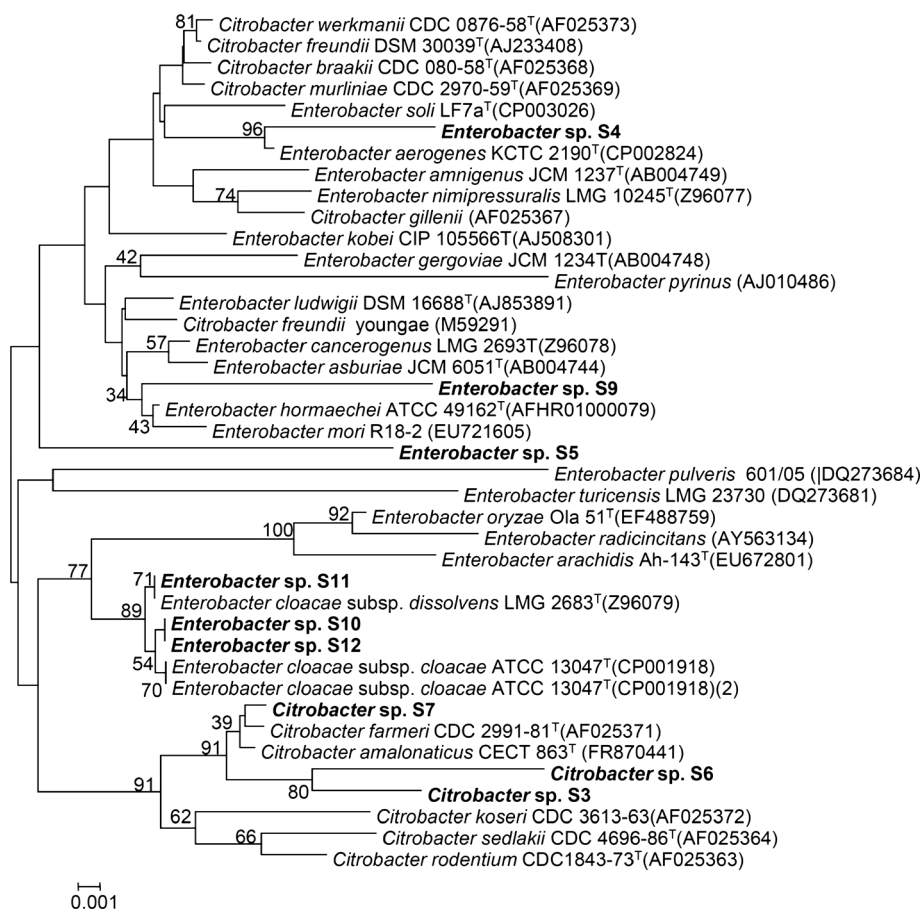 81 Citrobacter werkmanii CDC 0876-58ᵀ(AF025373)
Citrobacter freundii DSM 30039ᵀ(AJ233408)
Citrobacter braakii CDC 080-58ᵀ(AF025368)
Citrobacter murliniae CDC 2970-59ᵀ(AF025369)
Enterobacter soli LF7aᵀ(CP003026)
96 Enterobacter sp. S4
Enterobacter aerogenes KCTC 2190ᵀ(CP002824)
Enterobacter amnigenus JCM 1237ᵀ(AB004749)
74 Enterobacter nimipressuralis LMG 10245ᵀ(Z96077)
Citrobacter gillenii (AF025367)
Enterobacter kobei CIP 105566T(AJ508301)
42 Enterobacter gergoviae JCM 1234T(AB004748)
Enterobacter pyrinus (AJ010486)
Enterobacter ludwigii DSM 16688ᵀ(AJ853891)
Citrobacter freundii youngae (M59291)
57 Enterobacter cancerogenus LMG 2693T(Z96078)
Enterobacter asburiae JCM 6051ᵀ(AB004744)
34 Enterobacter sp. S9
Enterobacter hormaechei ATCC 49162ᵀ(AFHR01000079)
43 Enterobacter mori R18-2 (EU721605)
Enterobacter sp. S5
Enterobacter pulveris 601/05 (|DQ273684)
Enterobacter turicensis LMG 23730 (DQ273681)
92 Enterobacter oryzae Ola 51ᵀ(EF488759)
100 Enterobacter radicincitans (AY563134)
Enterobacter arachidis Ah-143ᵀ(EU672801)
77 71 Enterobacter sp. S11
Enterobacter cloacae subsp. dissolvens LMG 2683ᵀ(Z96079)
89 Enterobacter sp. S10
Enterobacter sp. S12
54 Enterobacter cloacae subsp. cloacae ATCC 13047ᵀ(CP001918)
70 Enterobacter cloacae subsp. cloacae ATCC 13047ᵀ(CP001918)(2)
Citrobacter sp. S7
39 Citrobacter farmeri CDC 2991-81ᵀ(AF025371)
91 Citrobacter amalonaticus CECT 863ᵀ (FR870441)
Citrobacter sp. S6
91 80 Citrobacter sp. S3
62 Citrobacter koseri CDC 3613-63(AF025372)
66 Citrobacter sedlakii CDC 4696-86ᵀ(AF025364)
Citrobacter rodentium CDC1843-73ᵀ(AF025363)
0.001